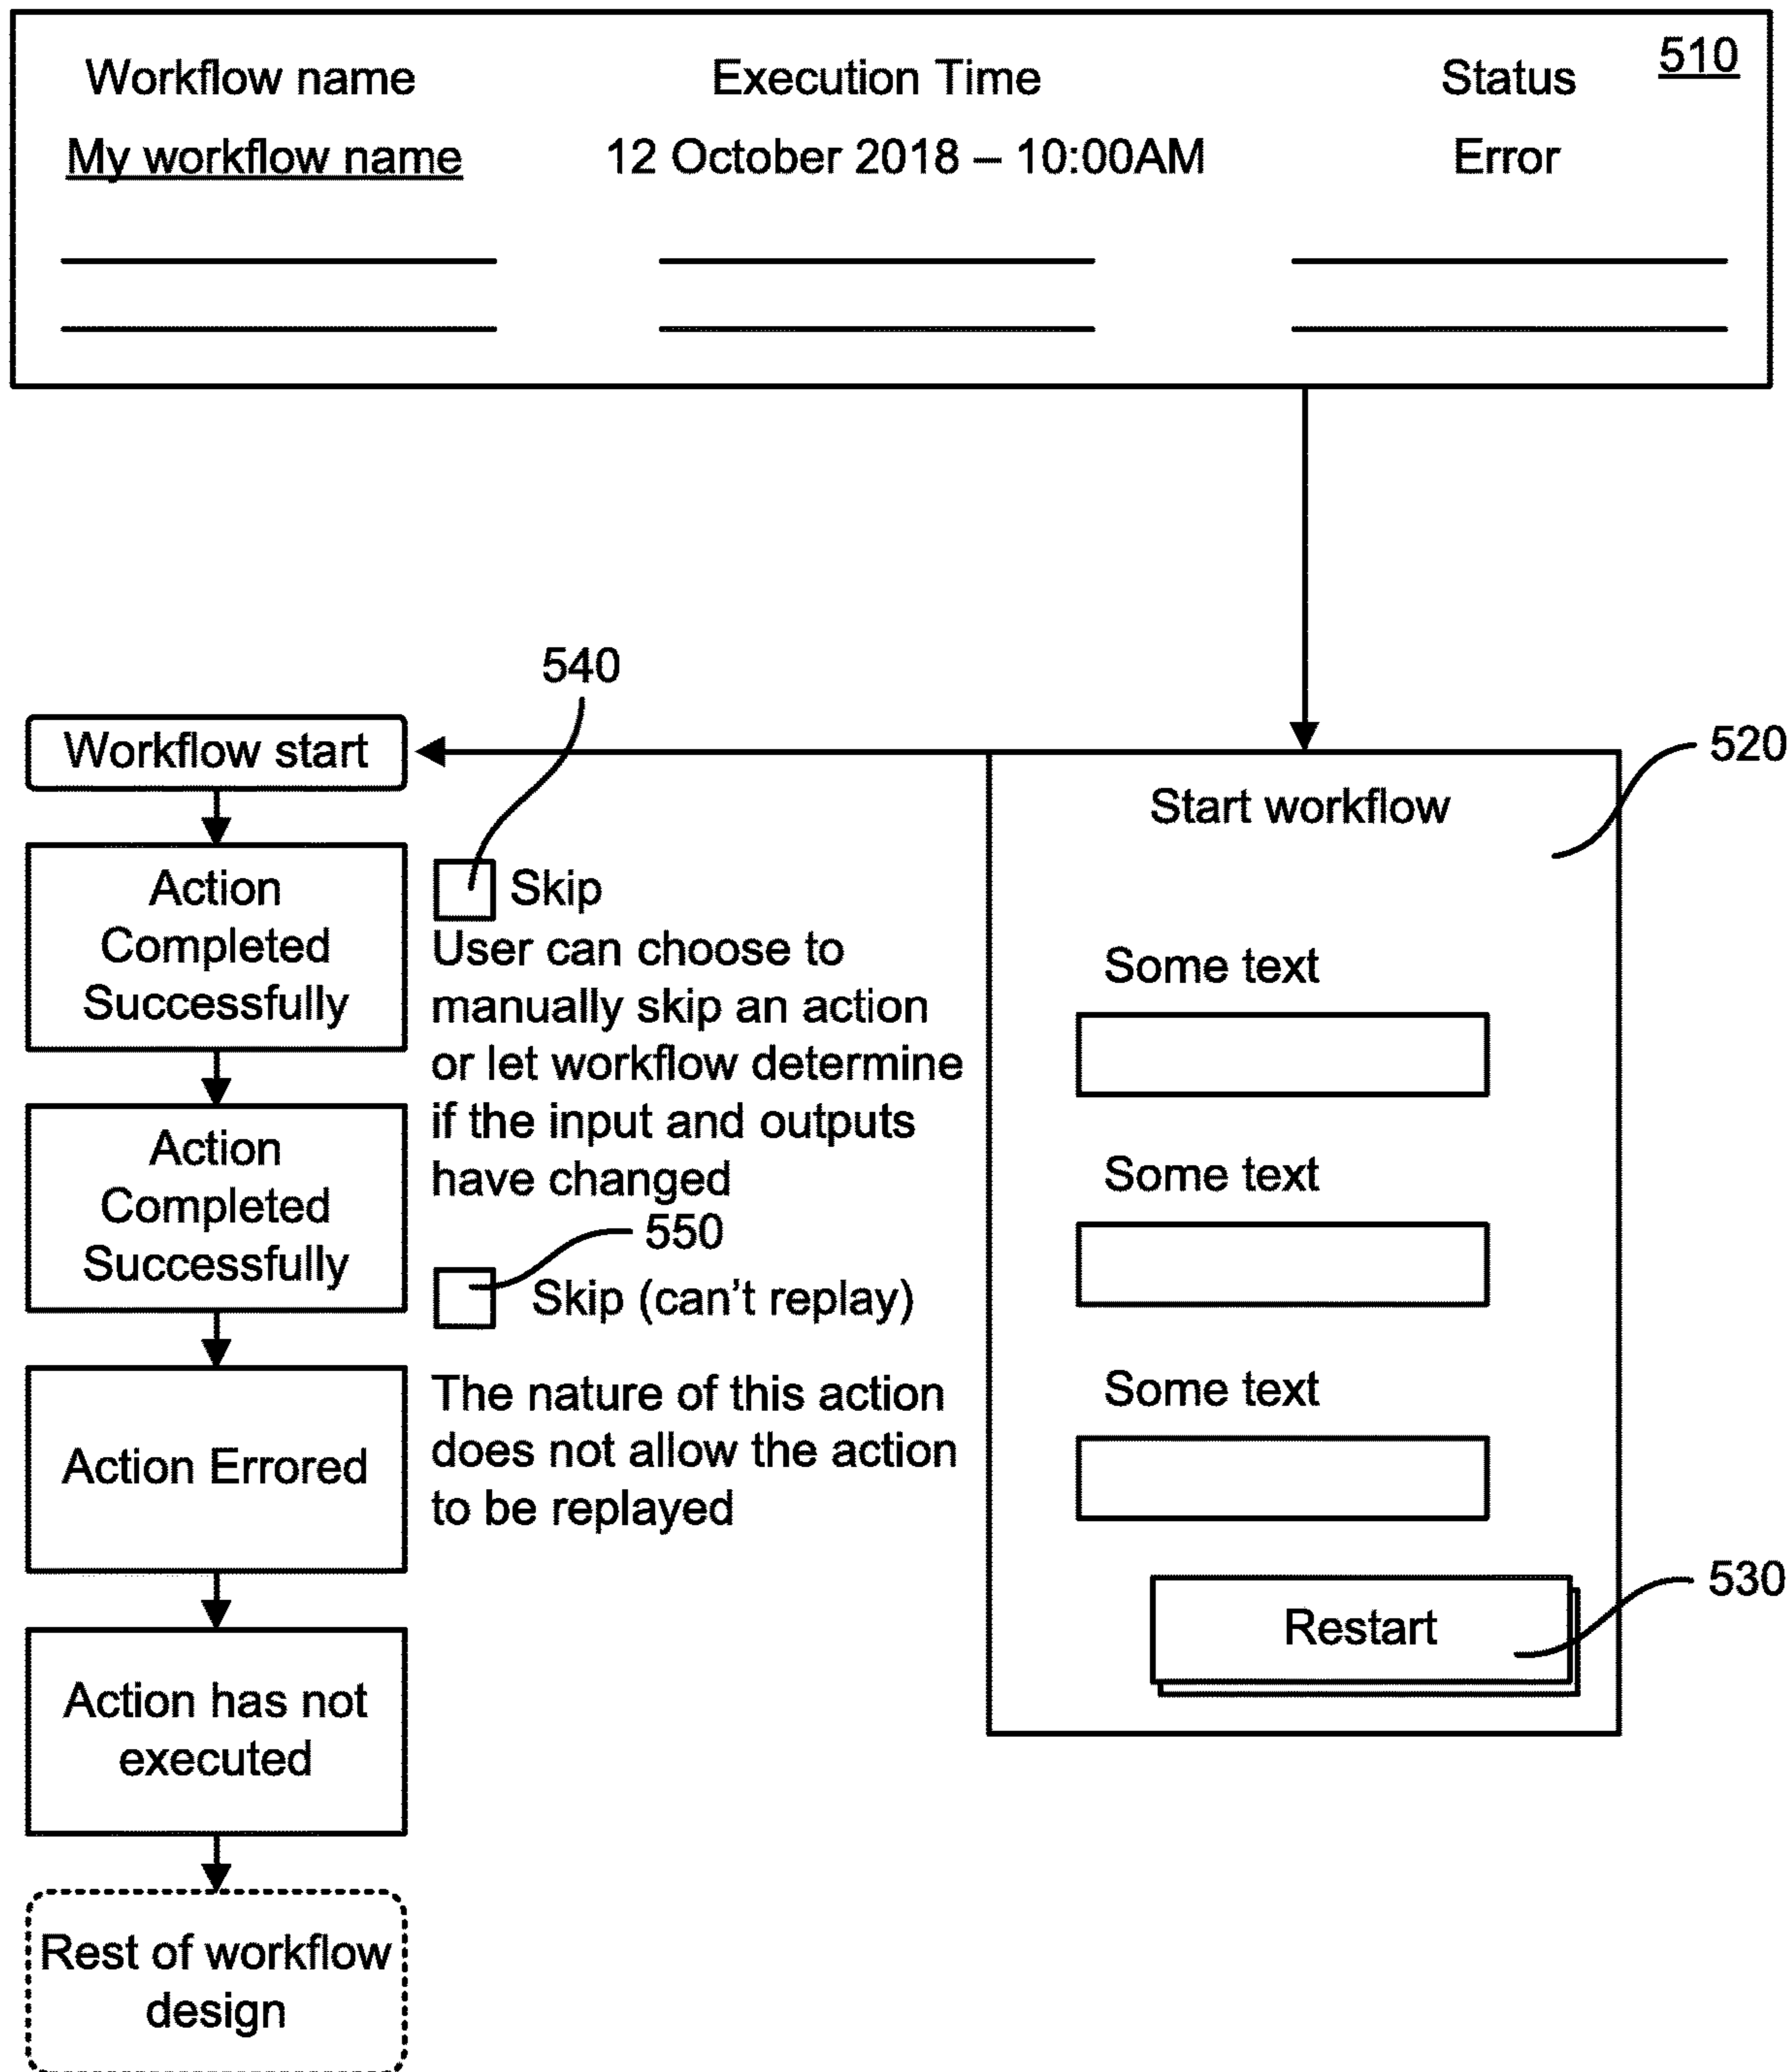 Workflow name
Execution Time
Status
510
My workflow name
12 October 2018 – 10:00AM
Error
540
520
Workflow start
Start workflow
Action
Completed
Successfully
Skip
User can choose to
manually skip an action
or let workflow determine
if the input and outputs
have changed
Some text
Action
Completed
Successfully
550
Skip (can't replay)
Some text
Action Errored
The nature of this action
does not allow the action
to be replayed
Some text
530
Restart
Action has not
executed
Rest of workflow
design